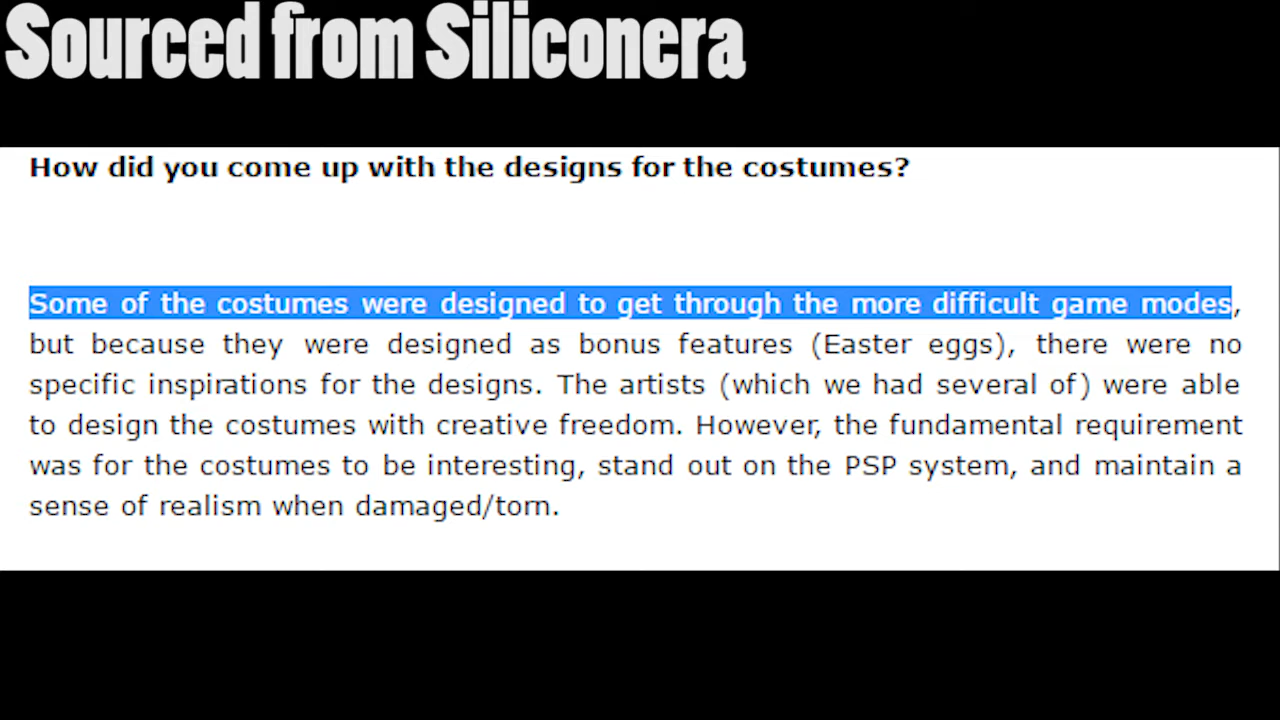 Sourced from Siliconera
How did you come up with the designs for the costumes?
Some of the costumes were designed to get through the more difficult game modes,
but because they were designed as bonus features (Easter eggs), there were no
specific inspirations for the designs. The artists (which we had several of) were able
to design the costumes with creative freedom. However, the fundamental requirement
was for the costumes to be interesting, stand out on the PSP system, and maintain a
sense of realism when damaged/torn.